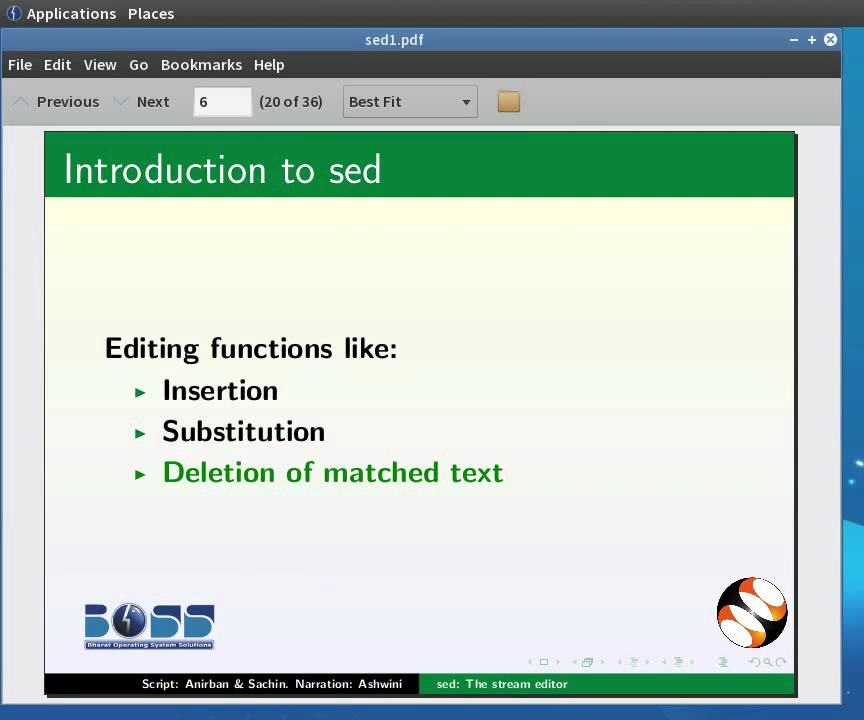 Applications Places
sed1.pdf
File Edit View Go Bookmarks Help
Previous Next 6 (20 of 36) Best Fit
Introduction to sed
Editing functions like:
Insertion
Substitution
Deletion of matched text
BOSS
Bharat Operating System Solutions
Script: Anirban & Sachin. Narration: Ashwini sed: The stream editor